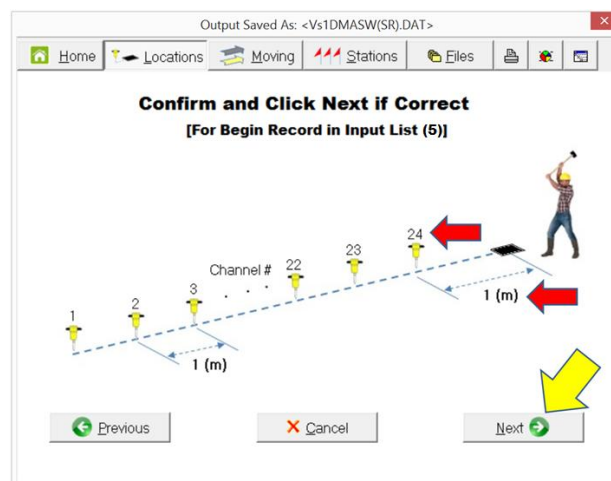 Output Saved As: <Vs1DMASW(SR).DAT>
Home Locations Moving Stations Files
Confirm and Click Next if Correct
[For Begin Record in Input List (5)]
24
23
Channel # 22
1 (m)
3
. . .
2
1
1 (m)
Previous Cancel Next